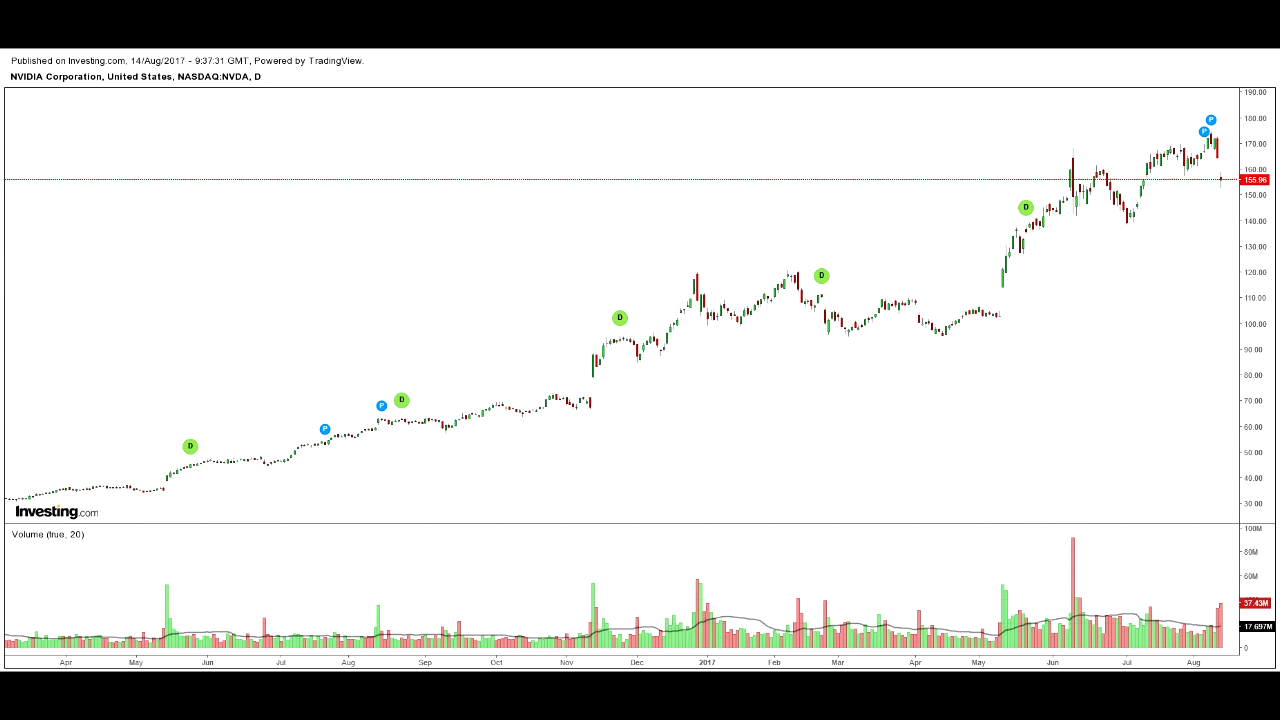 Published on Investing.com, 14/Aug/2017 - 9:37:31 GMT, Powered by TradingView.
NVIDIA Corporation, United States, NASDAQ:NVDA, D
190.00
180.00
170.00
160.00
155.96
150.00
140.00
130.00
120.00
110.00
100.00
90.00
80.00
70.00
60.00
50.00
40.00
30.00
P
P
D
D
D
P
D
P
D
Investing.com
Volume (true, 20)
100M
80M
60M
37.43M
17.697M
0
Apr May Jun Jul Aug Sep Oct Nov Dec 2017 Feb Mar Apr May Jun Jul Aug